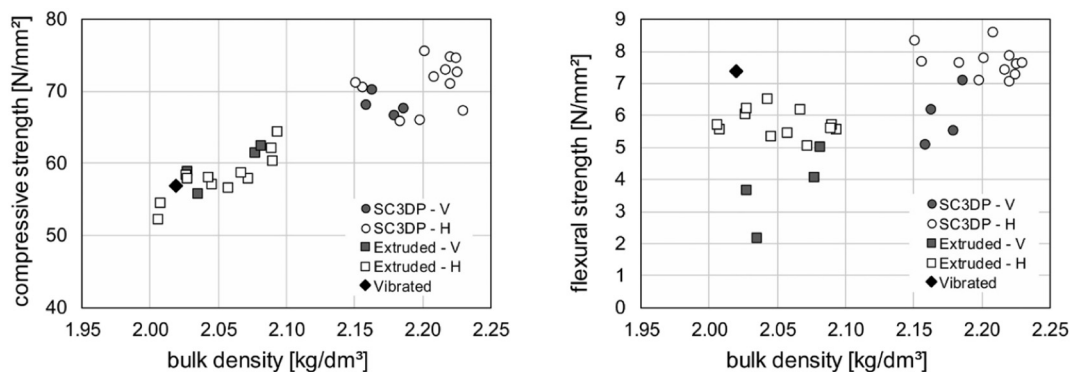 compressive strength [N/mm²]
80
70
60
50
40
1.95
2.00
2.05
2.10
2.15
2.20
2.25
bulk density [kg/dm³]
SC3DP - V
SC3DP - H
Extruded - V
Extruded - H
Vibrated
flexural strength [N/mm²]
9
8
7
6
5
4
3
2
1
0
1.95
2.00
2.05
2.10
2.15
2.20
2.25
bulk density [kg/dm³]
SC3DP - V
SC3DP - H
Extruded - V
Extruded - H
Vibrated